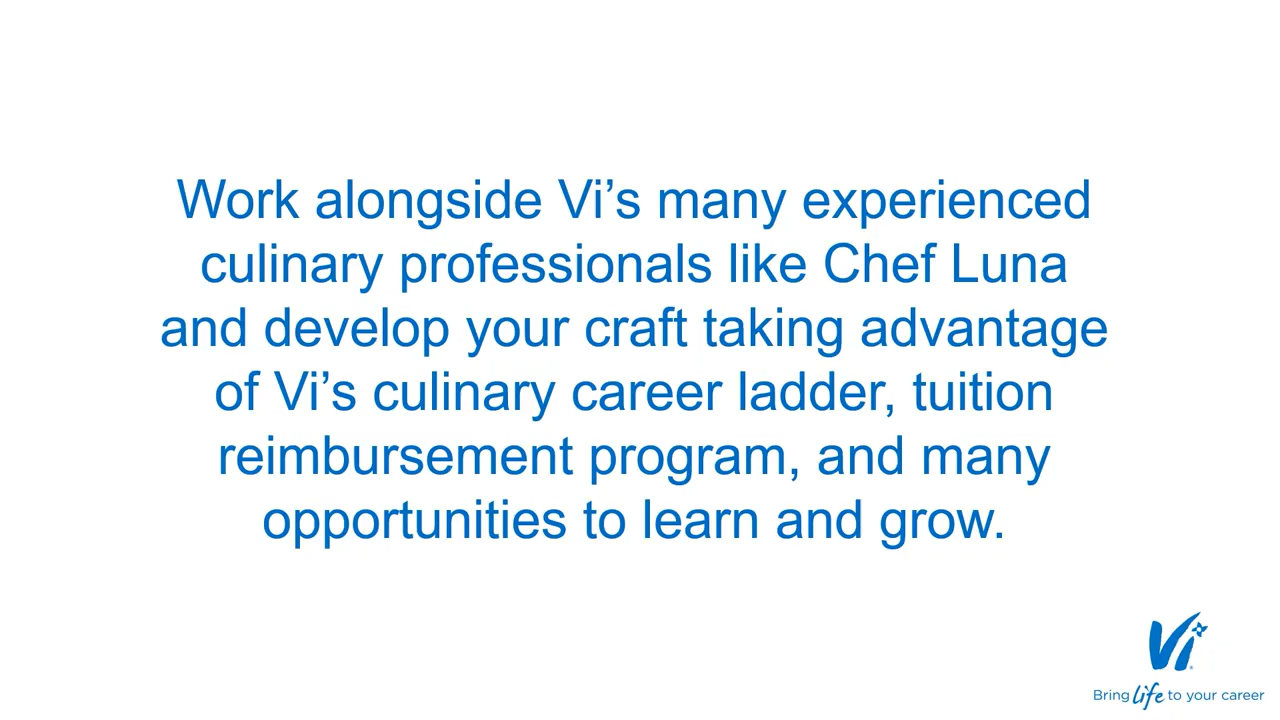 Work alongside Vi’s many experienced
culinary professionals like Chef Luna
and develop your craft taking advantage
of Vi’s culinary career ladder, tuition
reimbursement program, and many
opportunities to learn and grow.
Vi
Bring life to your career